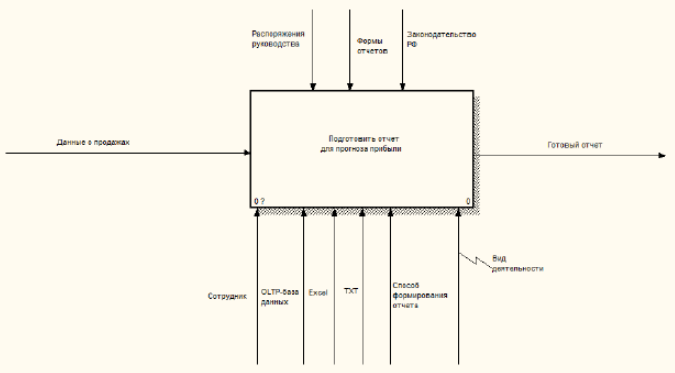 Распоряжения
руководства
Формы
отчетов
Законодательство
РФ
Данные о продажах
Подготовить отчет
для прогноза прибыли
Готовый отчет
0 ?
0
Сотрудник
OLTP-база
данных
Excel
TXT
Способ
формирования
отчета
Вид
деятельности